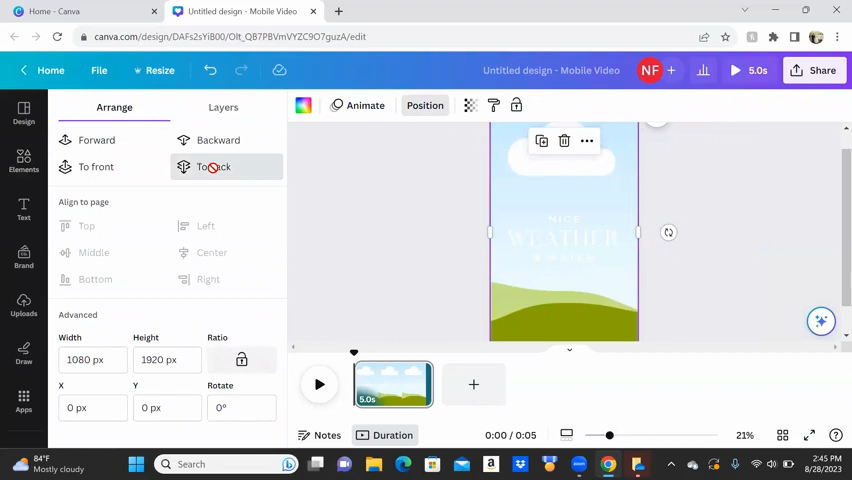 Home - Canva
Untitled design - Mobile Video
canva.com/design/DAFs2sYiB00/OIt_QB7PBVmVYZC9O7guzA/edit
Home
File
Resize
Untitled design - Mobile Video
NF
5.0s
Share
Design
Elements
Text
Brand
Uploads
Draw
Apps
Arrange
Layers
Forward
Backward
To front
To back
Align to page
Top
Left
Middle
Center
Bottom
Right
Advanced
Width
Height
Ratio
1080 px
1920 px
X
Y
Rotate
0 px
0 px
0°
Animate
Position
NICE
WEATHER
5.0s
Notes
Duration
0:00 / 0:05
21%
84°F
Mostly cloudy
Search
2:45 PM
8/28/2023